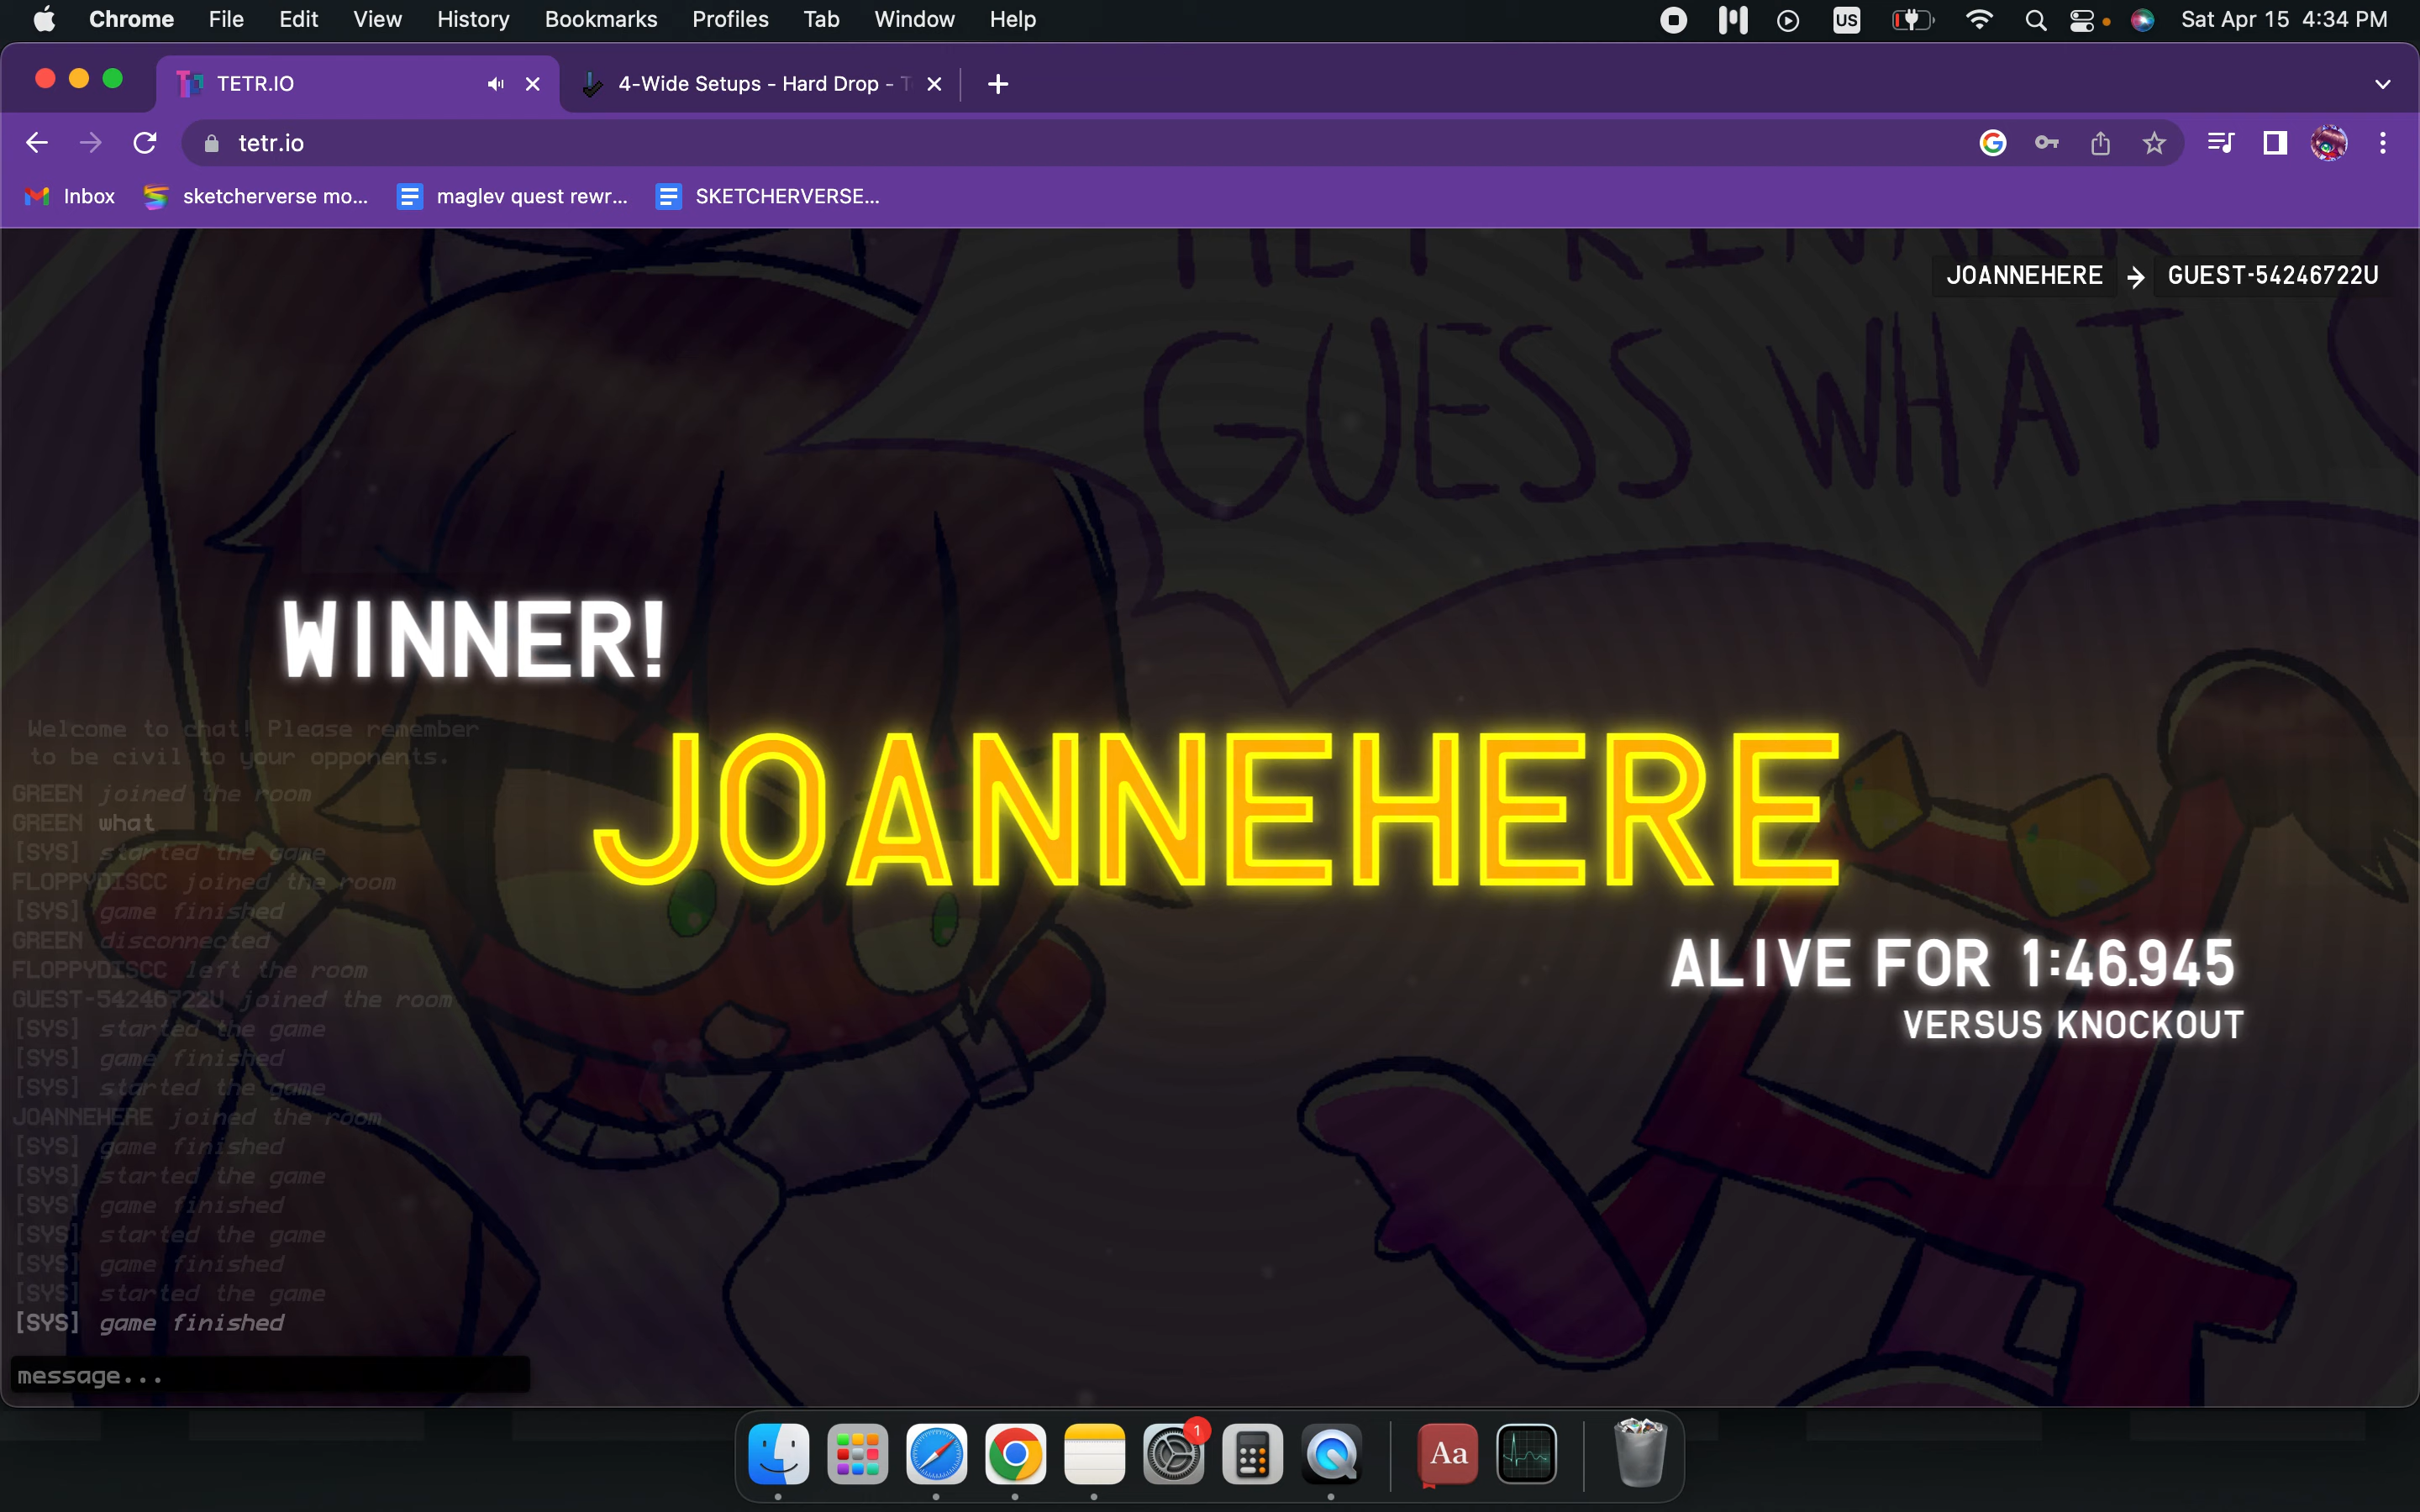 Chrome File Edit View History Bookmarks Profiles Tab Window Help US Sat Apr 15 4:34 PM
TETR.IO 4-Wide Setups - Hard Drop -
tetr.io
Inbox sketcherverse mo... maglev quest rewr... SKETCHERVERSE...
JOANNEHERE → GUEST-54246722U
GUESS WHAT
WINNER!
JOANNEHERE
ALIVE FOR 1:46.945
VERSUS KNOCKOUT
Welcome to chat! Please remember
to be civil to your opponents.
GREEN joined the room
GREEN what
[SYS] started the game
FLOPPYDISCC joined the room
[SYS] game finished
GREEN disconnected
FLOPPYDISCC left the room
GUEST-54246722U joined the room
[SYS] started the game
[SYS] game finished
[SYS] started the game
JOANNEHERE joined the room
[SYS] game finished
[SYS] started the game
[SYS] game finished
[SYS] started the game
[SYS] game finished
[SYS] started the game
[SYS] game finished
message...
1
Aa